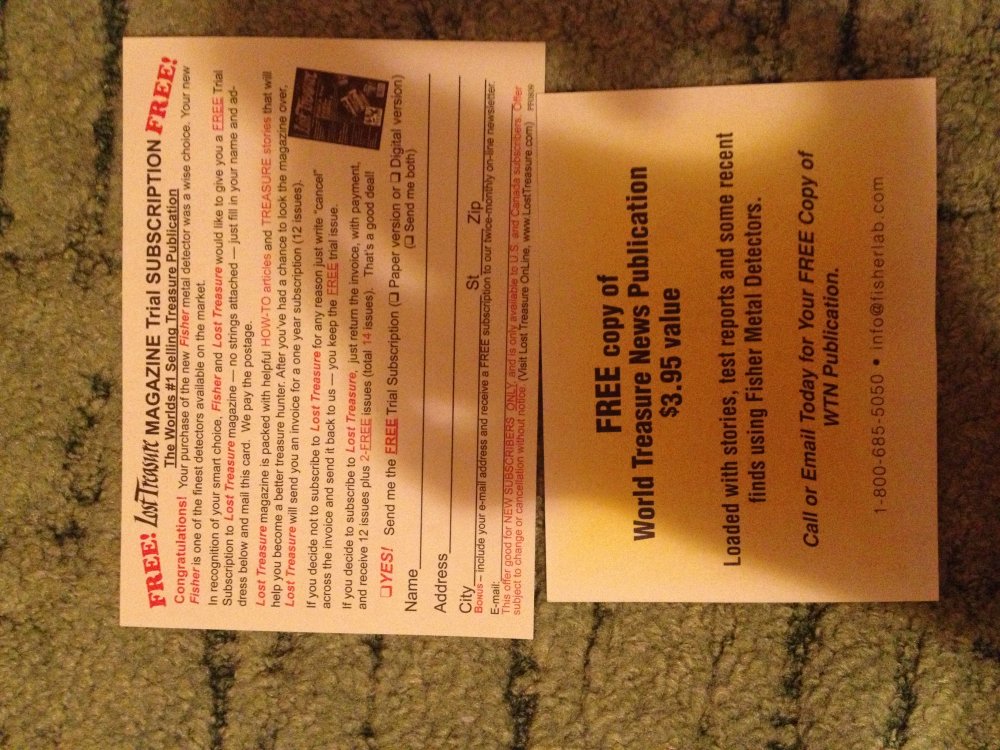 FREE! Lost Treasure MAGAZINE Trial SUBSCRIPTION FREE!
The Worlds #1 Selling Treasure Publication
Congratulations! Your purchase of the new Fisher metal detector was a wise choice. Your new
Fisher is one of the finest detectors available on the market.
In recognition of your smart choice, Fisher and Lost Treasure would like to give you a FREE Trial
Subscription to Lost Treasure magazine — no strings attached — just fill in your name and ad-
dress below and mail this card. We pay the postage.
Lost Treasure magazine is packed with helpful HOW-TO articles and TREASURE stories that will
help you become a better treasure hunter. After you've had a chance to look the magazine over,
Lost Treasure will send you an invoice for a one year subscription (12 issues).
If you decide not to subscribe to Lost Treasure for any reason just write "cancel"
across the invoice and send it back to us — you keep the FREE trial issue.
If you decide to subscribe to Lost Treasure, just return the invoice, with payment,
and receive 12 issues plus 2-FREE issues (total 14 issues). That's a good deal!
Lost Treasure
❑YES! Send me the FREE Trial Subscription (❑ Paper version or ❑ Digital version)
(❑ Send me both)
Name
Address
City St Zip
Bonus – include your e-mail address and receive a FREE subscription to our twice-monthly on-line newsletter.
E-mail:
This offer good for NEW SUBSCRIBERS ONLY, and is only available to U.S. and Canada subscribers. Offer
subject to change or cancellation without notice. (Visit Lost Treasure OnLine, www.LostTreasure.com)
FREE copy of
World Treasure News Publication
$3.95 value
Loaded with stories, test reports and some recent
finds using Fisher Metal Detectors.
Call or Email Today for Your FREE Copy of
WTN Publication.
1-800-685-5050 • info@fisherlab.com